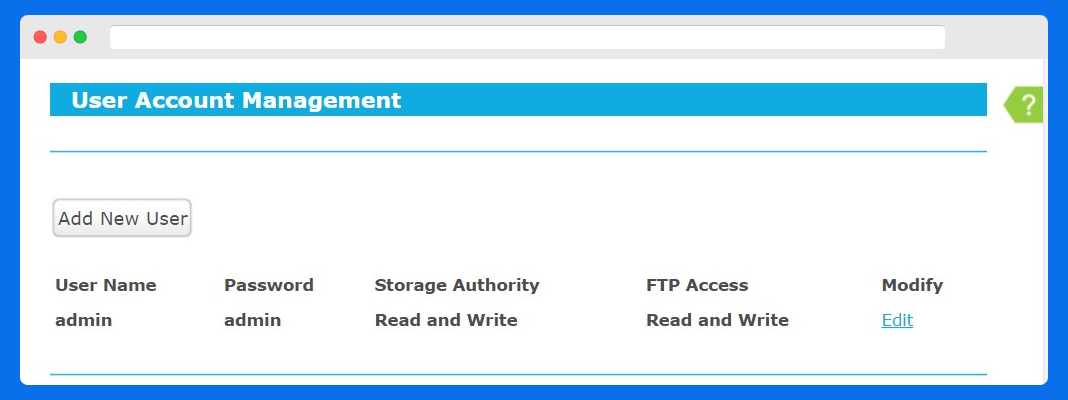 User Account Management
?
Add New User
User Name Password Storage Authority FTP Access Modify
admin admin Read and Write Read and Write Edit